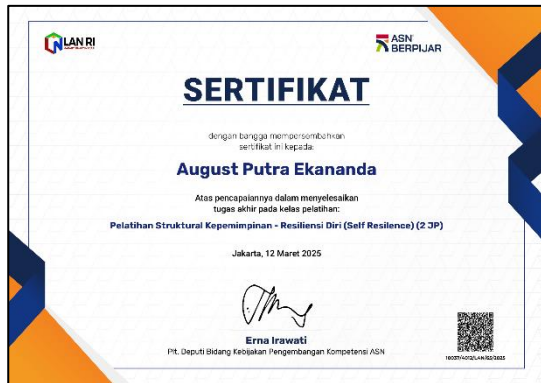 LAN RI
ASN
BERPIJAR
SERTIFIKAT
dengan bangga mempersembahkan
sertifikat ini kepada:
August Putra Ekananda
Atas pencapaiannya dalam menyelesaikan
tugas akhir pada kelas pelatihan:
Pelatihan Struktural Kepemimpinan - Resiliensi Diri (Self Resilence) (2 JP)
Jakarta, 12 Maret 2025
Erna Irawati
Plt. Deputi Bidang Kebijakan Pengembangan Kompetensi ASN